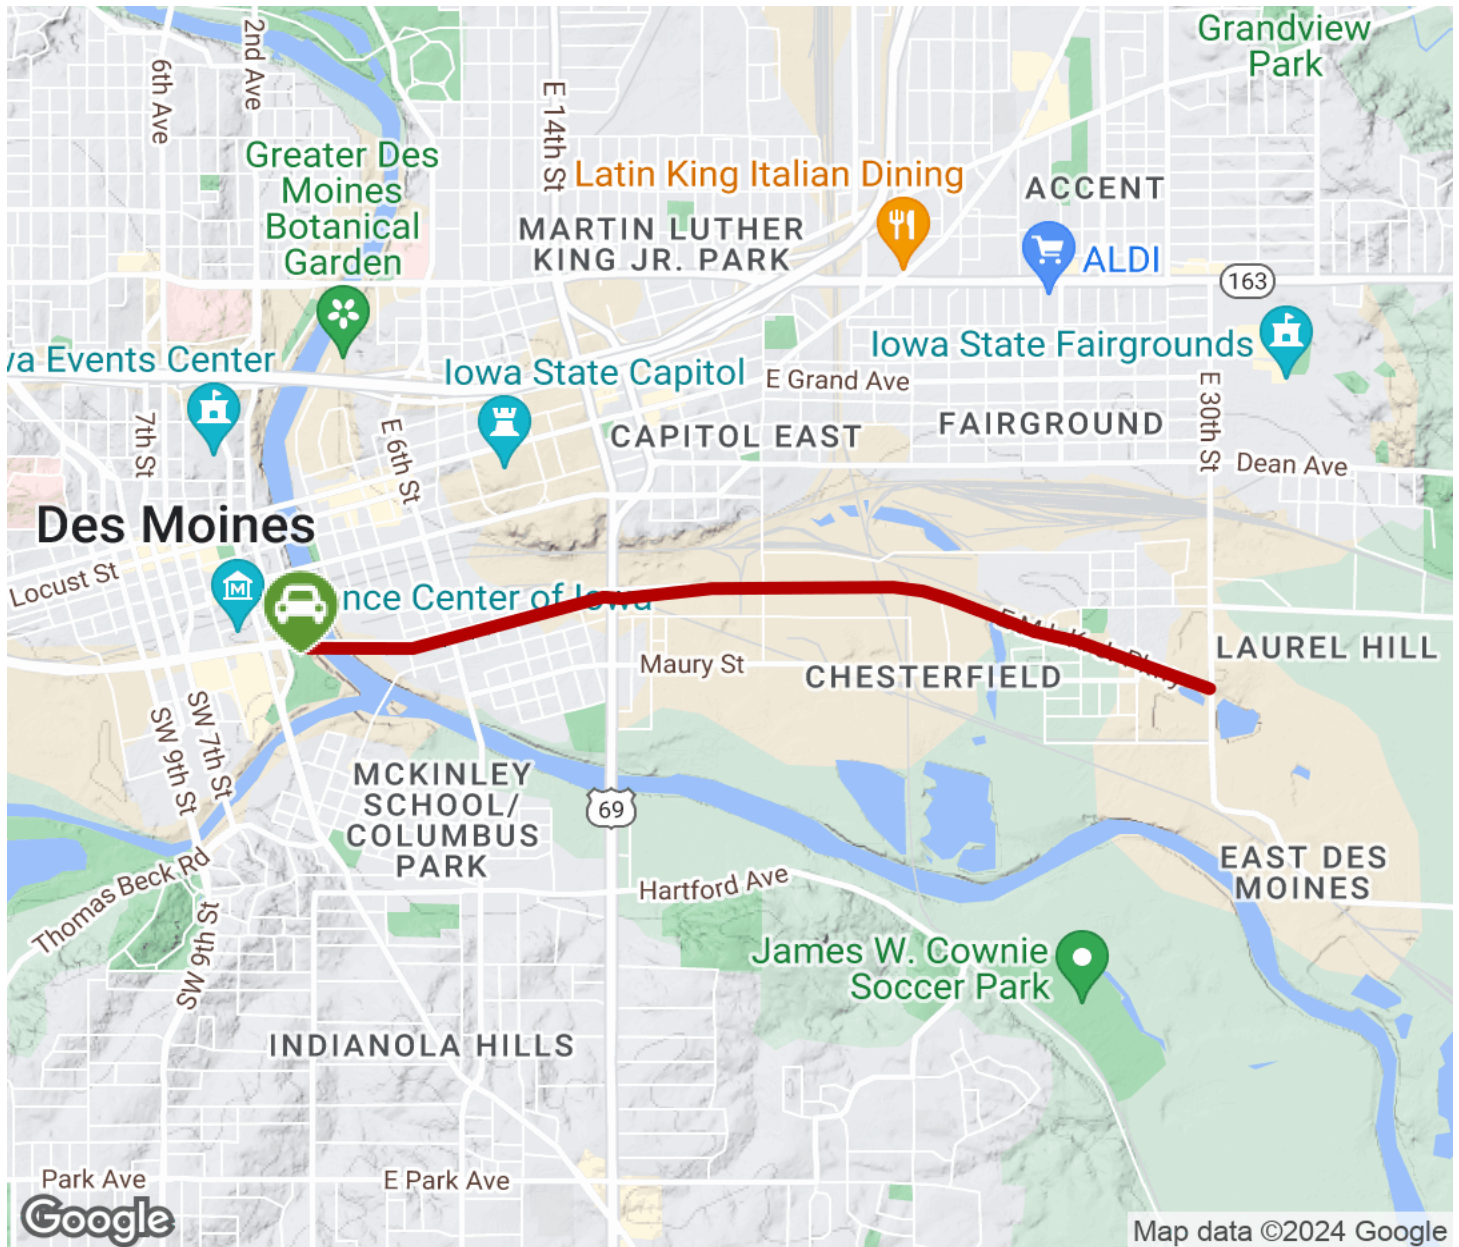 Grandview
Park
2nd Ave
6th Ave
E 14th St
Greater Des
Moines
Botanical
Garden
Latin King Italian Dining
ACCENT
MARTIN LUTHER
KING JR. PARK
ALDI
163
Iowa State Fairgrounds
va Events Center
Iowa State Capitol
E Grand Ave
E 30th St
7th St
E 6th St
CAPITOL EAST
FAIRGROUND
Dean Ave
Des Moines
Locust St
M
nce Center of Iowa
Maury St
CHESTERFIELD
LAUREL HILL
SW 7th St
SW 9th St
MCKINLEY
SCHOOL/
COLUMBUS
PARK
69
Thomas Beck Rd
Hartford Ave
EAST DES
MOINES
SW 9th St
James W. Cownie
Soccer Park
INDIANOLA HILLS
Park Ave
E Park Ave
Google
Map data ©2024 Google